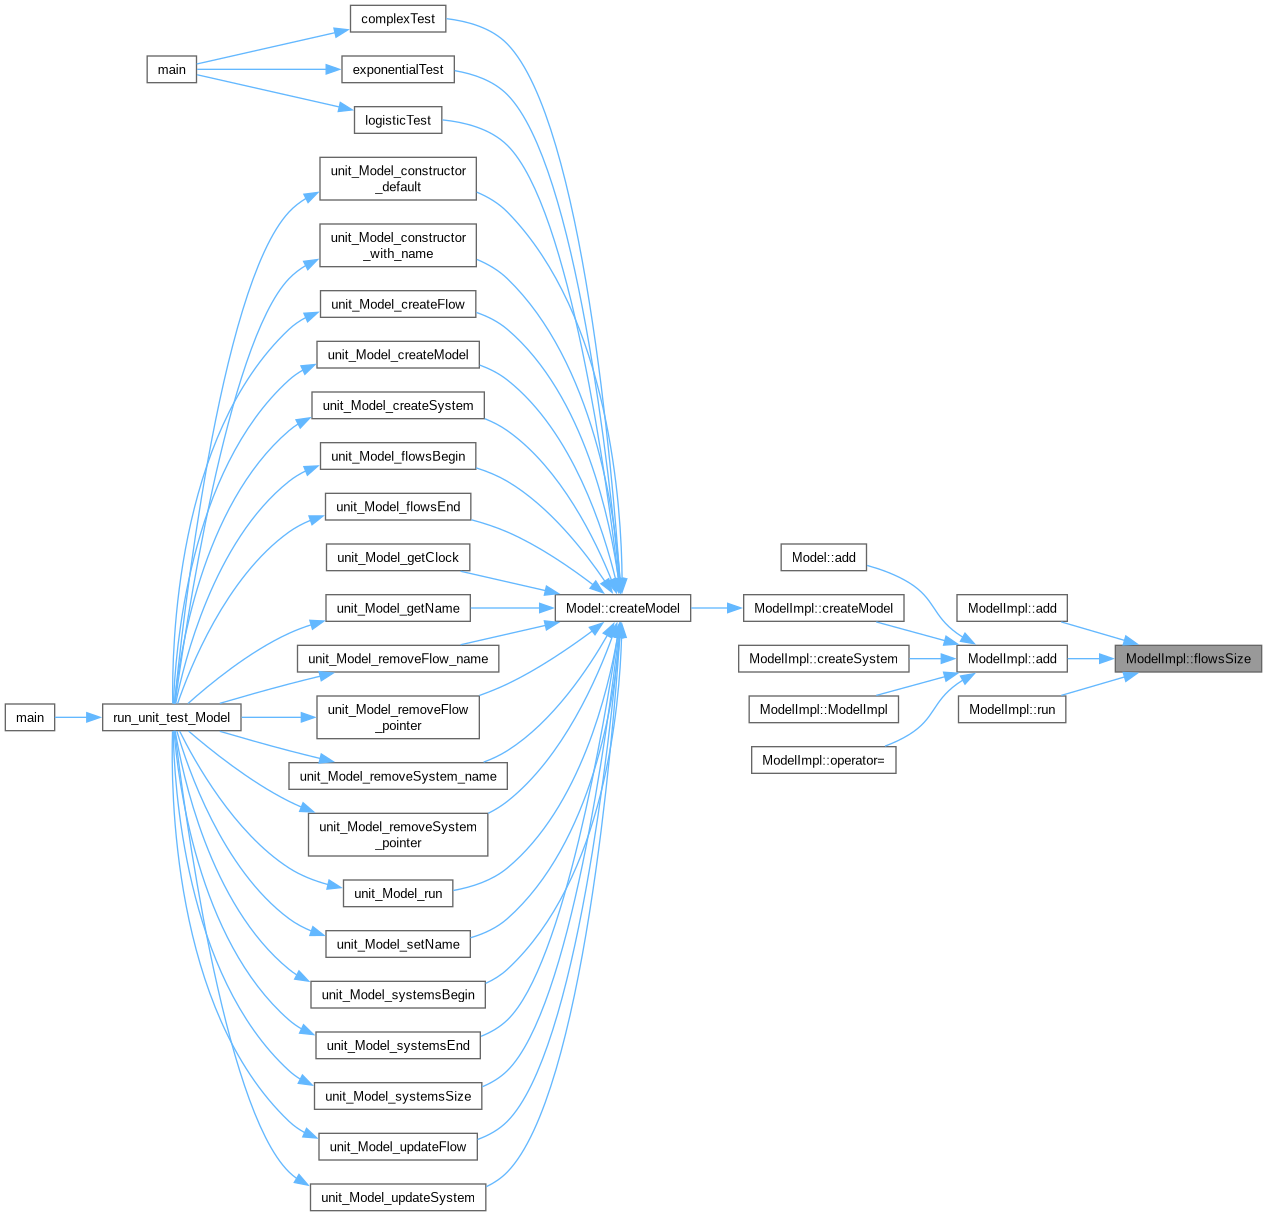 complexTest
main
exponentialTest
logisticTest
unit_Model_constructor
_default
unit_Model_constructor
_with_name
unit_Model_createFlow
unit_Model_createModel
unit_Model_createSystem
unit_Model_flowsBegin
unit_Model_flowsEnd
unit_Model_getClock
unit_Model_getName
unit_Model_removeFlow_name
unit_Model_removeFlow
_pointer
unit_Model_removeSystem_name
unit_Model_removeSystem
_pointer
unit_Model_run
unit_Model_setName
unit_Model_systemsBegin
unit_Model_systemsEnd
unit_Model_systemsSize
unit_Model_updateFlow
unit_Model_updateSystem
main
run_unit_test_Model
Model::createModel
Model::add
ModelImpl::createModel
ModelImpl::createSystem
ModelImpl::ModelImpl
ModelImpl::operator=
ModelImpl::add
ModelImpl::add
ModelImpl::run
ModelImpl::flowsSize